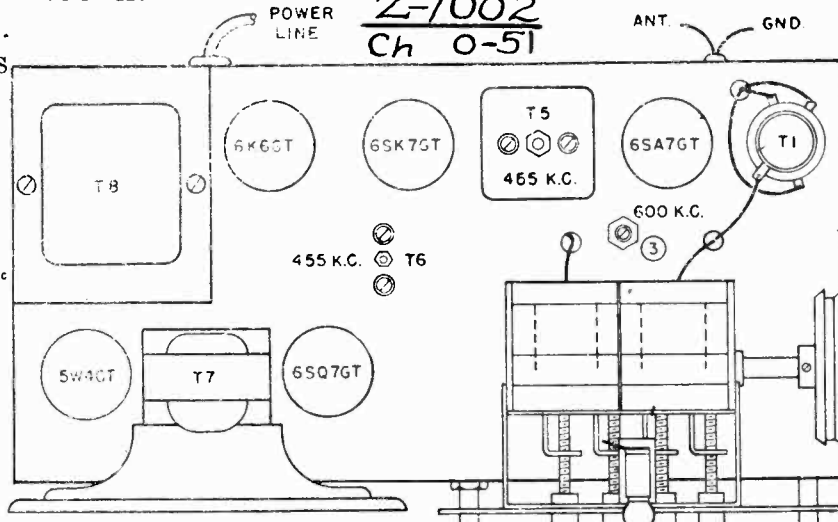 Z-1002
Ch 0-51
POWER
LINE
ANT.
GND.
S
T5
465 K.C.
6K6GT
6SK7GT
6SA7GT
T1
T8
600 K.C.
3
455 K.C.
T6
c
5W4GT
T7
6SQ7GT